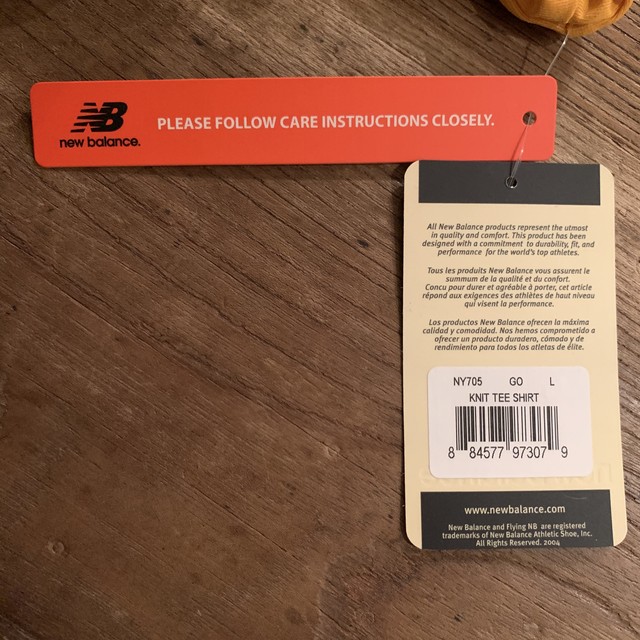 NB
new balance.
PLEASE FOLLOW CARE INSTRUCTIONS CLOSELY.
All New Balance products represent the utmost
in quality and comfort. This product has been
designed with a commitment to durability, fit, and
performance for the world's top athletes.
Tous les produits New Balance vous assurent le
summum de la qualité et du confort.
Concu pour durer et agréable à porter, cet article
répond aux exigences des athlètes de haut niveau
qui visent la performance.
Los productos New Balance ofrecen la máxima
calidad y comodidad. Nos hemos comprometido a
ofrecer un producto duradero, cómodo y de
rendimiento para todos los atletas de élite.
NY705 GO L
KNIT TEE SHIRT
8 84577 97307 9
www.newbalance.com
New Balance and Flying NB are registered
trademarks of New Balance Athletic Shoe, Inc.
All Rights Reserved. 2004